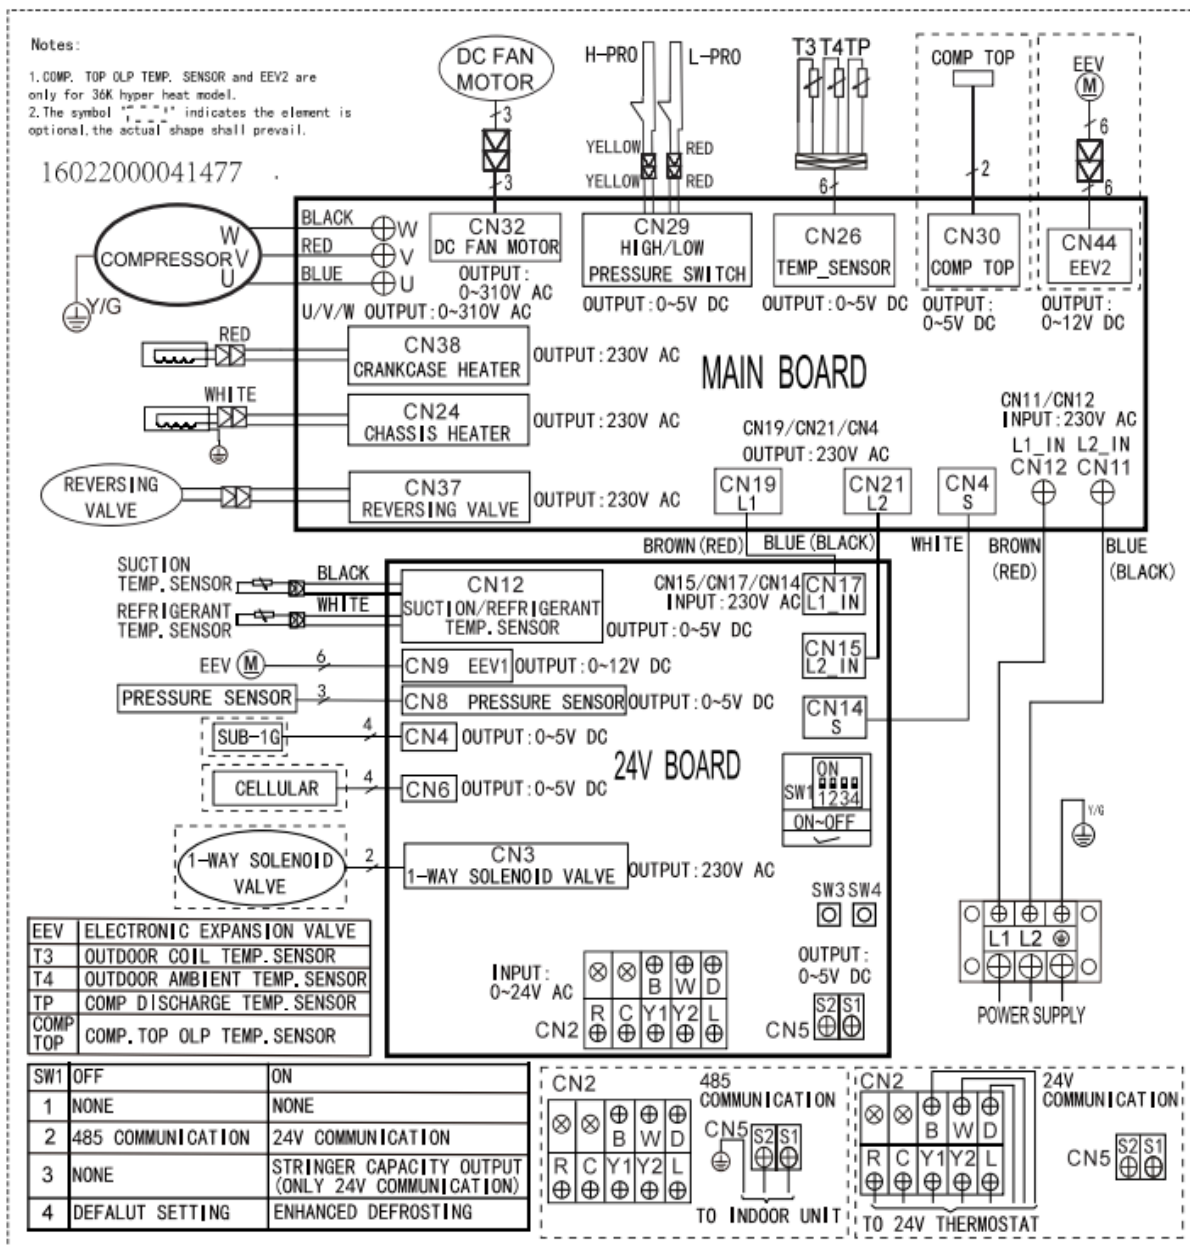 Notes:
1.COMP. TOP OLP TEMP. SENSOR and EEV2 are
only for 36K hyper heat model.
2.The symbol "[ ]" indicates the element is
optional,the actual shape shall prevail.
16022000041477
DC FAN
MOTOR
3
3
H-PRO
L-PRO
YELLOW
RED
YELLOW
RED
T3 T4 TP
6
COMP TOP
2
EEV
M
6
6
COMPRESSOR
W
V
U
Y/G
BLACK
RED
BLUE
W
V
U
U/V/W OUTPUT:0~310V AC
CN32
DC FAN MOTOR
OUTPUT:
0~310V AC
CN29
HIGH/LOW
PRESSURE SWITCH
OUTPUT:0~5V DC
CN26
TEMP_SENSOR
OUTPUT:0~5V DC
CN30
COMP TOP
OUTPUT:
0~5V DC
CN44
EEV2
OUTPUT:
0~12V DC
RED
CN38
CRANKCASE HEATER
OUTPUT:230V AC
MAIN BOARD
WHITE
CN24
CHASSIS HEATER
OUTPUT:230V AC
REVERSING
VALVE
CN37
REVERSING VALVE
OUTPUT:230V AC
CN19/CN21/CN4
OUTPUT:230V AC
CN19
L1
CN21
L2
CN4
S
CN11/CN12
INPUT:230V AC
L1_IN L2_IN
CN12 CN11
BROWN(RED)
BLUE(BLACK)
WHITE
BROWN
(RED)
BLUE
(BLACK)
SUCTION
TEMP.SENSOR
BLACK
REFRIGERANT
TEMP.SENSOR
WHITE
CN12
SUCTION/REFRIGERANT
TEMP.SENSOR
OUTPUT:0~5V DC
CN15/CN17/CN14
INPUT:230V AC
CN17
L1_IN
CN15
L2_IN
CN14
S
EEV M
6
CN9 EEV1
OUTPUT:0~12V DC
PRESSURE SENSOR
3
CN8 PRESSURE SENSOR
OUTPUT:0~5V DC
SUB-1G
4
CN4
OUTPUT:0~5V DC
24V BOARD
CELLULAR
4
CN6
OUTPUT:0~5V DC
SW1
ON
1234
ON~OFF
1-WAY SOLENOID
VALVE
2
CN3
1-WAY SOLENOID VALVE
OUTPUT:230V AC
SW3 SW4
Y/G
L1 L2
POWER SUPPLY
INPUT:
0~24V AC
CN2
B W D
R C Y1 Y2 L
OUTPUT:
0~5V DC
CN5
S2 S1
EEV ELECTRONIC EXPANSION VALVE
T3 OUTDOOR COIL TEMP.SENSOR
T4 OUTDOOR AMBIENT TEMP.SENSOR
TP COMP DISCHARGE TEMP.SENSOR
COMP
TOP COMP.TOP OLP TEMP.SENSOR
SW1 OFF ON
1 NONE NONE
2 485 COMMUNICATION 24V COMMUNICATION
3 NONE STRINGER CAPACITY OUTPUT
(ONLY 24V COMMUNICATION)
4 DEFALUT SETTING ENHANCED DEFROSTING
CN2
B W D
R C Y1 Y2 L
485
COMMUNICATION
CN5 S2 S1
TO INDOOR UNIT
CN2
B W D
R C Y1 Y2 L
24V
COMMUNICATION
CN5 S2 S1
TO 24V THERMOSTAT